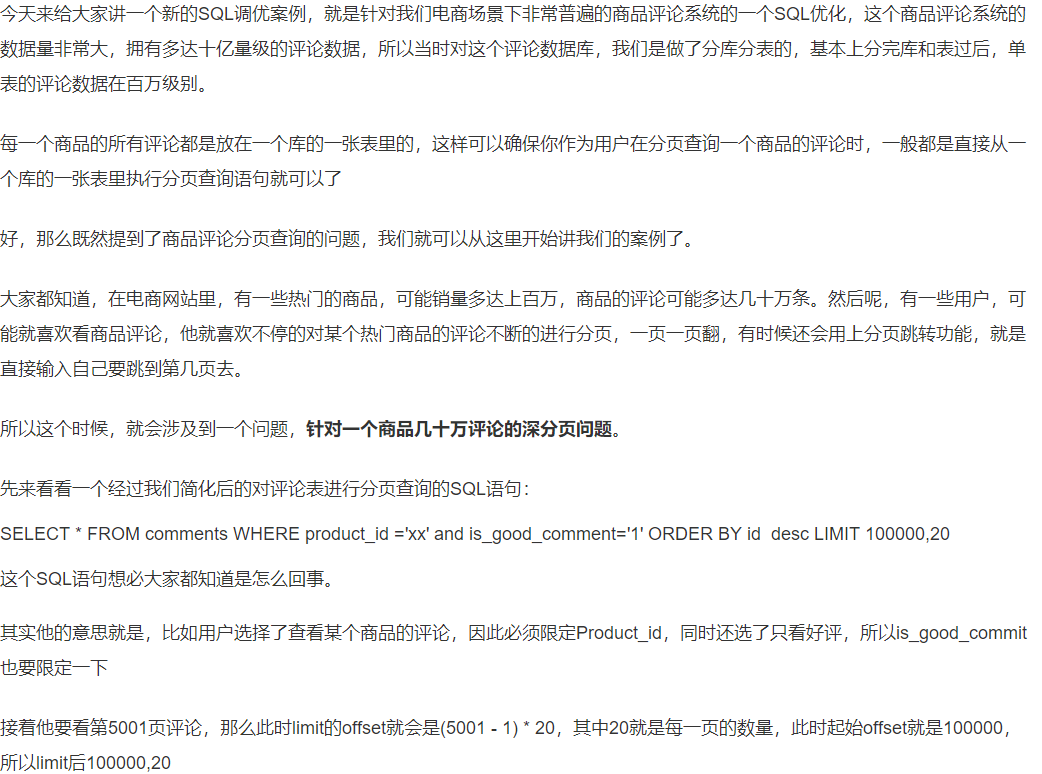 今天来给大家讲一个新的SQL调优案例，就是针对我们电商场景下非常普遍的商品评论系统的一个SQL优化，这个商品评论系统的
数据量非常大，拥有多达十亿量级的评论数据，所以当时对这个评论数据库，我们是做了分库分表的，基本上分完库和表过后，单
表的评论数据在百万级别。
每一个商品的所有评论都是放在一个库的一张表里的，这样可以确保你作为用户在分页查询一个商品的评论时，一般都是直接从一
个库的一张表里执行分页查询语句就可以了
好，那么既然提到了商品评论分页查询的问题，我们就可以从这里开始讲我们的案例了。
大家都知道，在电商网站里，有一些热门的商品，可能销量多达上百万，商品的评论可能多达几十万条。然后呢，有一些用户，可
能就喜欢看商品评论，他就喜欢不停的对某个热门商品的评论不断的进行分页，一页一页翻，有时候还会用上分页跳转功能，就是
直接输入自己要跳到第几页去。
所以这个时候，就会涉及到一个问题，针对一个商品几十万评论的深分页问题。
先来看看一个经过我们简化后的对评论表进行分页查询的SQL语句：
SELECT * FROM comments WHERE product_id ='xx' and is_good_comment='1' ORDER BY id  desc LIMIT 100000,20
这个SQL语句想必大家都知道是怎么回事。
其实他的意思就是，比如用户选择了查看某个商品的评论，因此必须限定Product_id，同时还选了只看好评，所以is_good_commit
也要限定一下
接着他要看第5001页评论，那么此时limit的offset就会是(5001 - 1) * 20，其中20就是每一页的数量，此时起始offset就是100000，
所以limit后100000,20